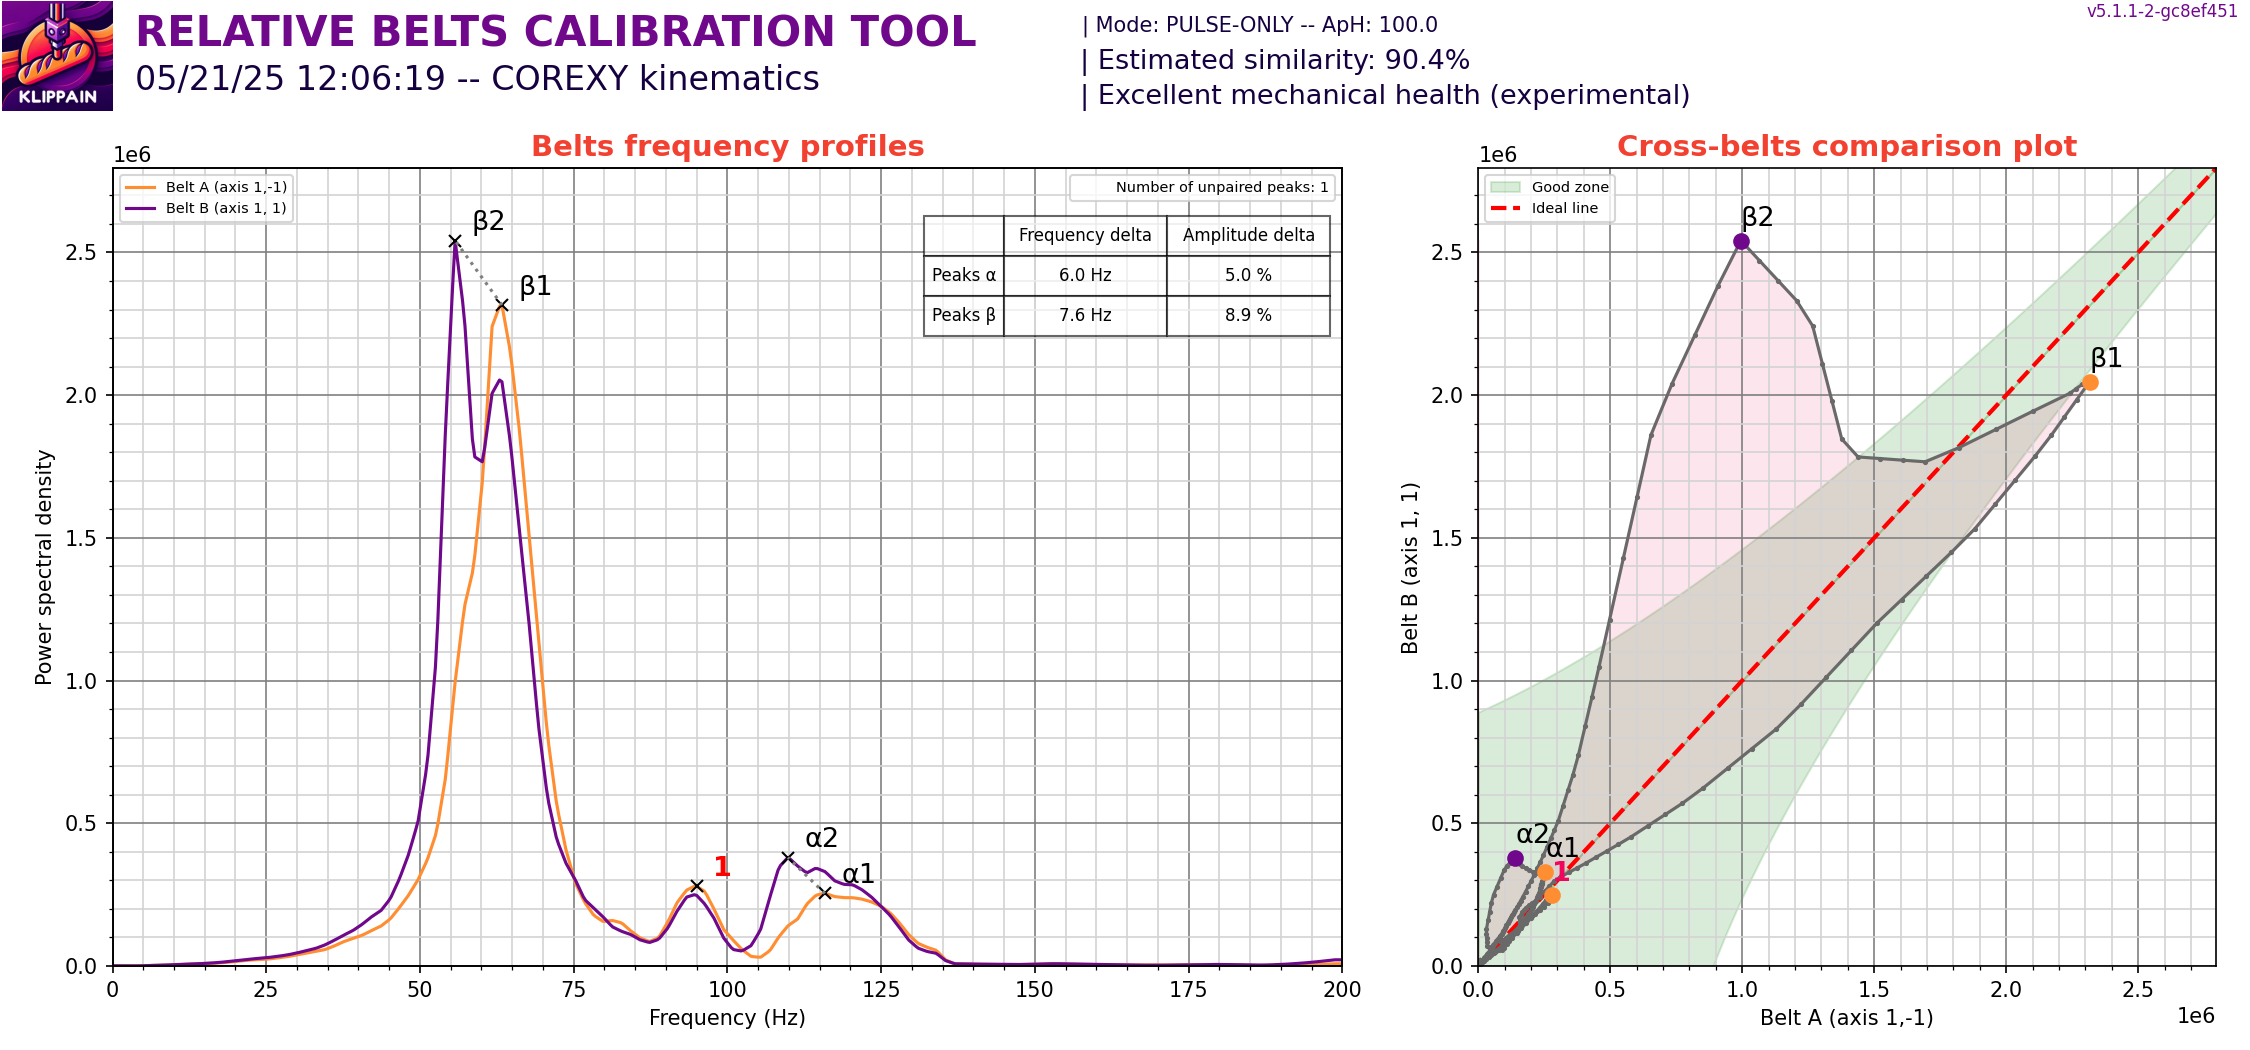 KLIPPAIN
RELATIVE BELTS CALIBRATION TOOL
05/21/25 12:06:19 -- COREXY kinematics
| Mode: PULSE-ONLY -- ApH: 100.0
| Estimated similarity: 90.4%
| Excellent mechanical health (experimental)
v5.1.1-2-gc8ef451
Belts frequency profiles
1e6
Belt A (axis 1,-1)
Belt B (axis 1, 1)
Number of unpaired peaks: 1
Frequency delta Amplitude delta
Peaks α 6.0 Hz 5.0 %
Peaks β 7.6 Hz 8.9 %
β2
β1
1
α2
α1
Power spectral density
2.5
2.0
1.5
1.0
0.5
0.0
0 25 50 75 100 125 150 175 200
Frequency (Hz)
Cross-belts comparison plot
1e6
Good zone
Ideal line
β2
β1
α2
α1
1
Belt B (axis 1, 1)
2.5
2.0
1.5
1.0
0.5
0.0
0.0 0.5 1.0 1.5 2.0 2.5
Belt A (axis 1,-1)
1e6